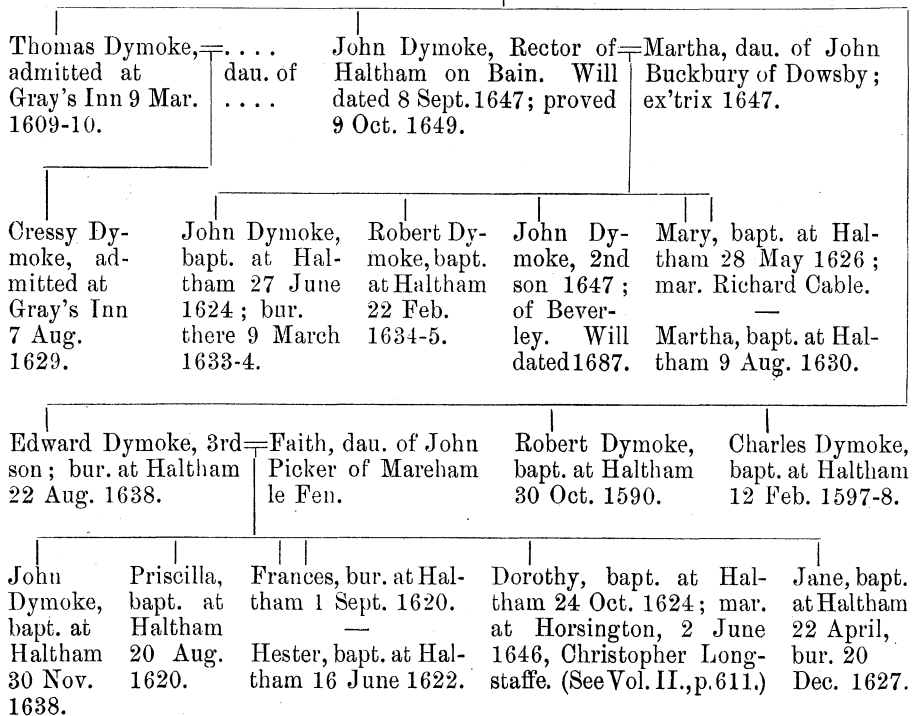 Thomas Dymoke,=. . . .
admitted at dau. of
Gray's Inn 9 Mar. . . . .
1609-10.
John Dymoke, Rector of=Martha, dau. of John
Haltham on Bain. Will Buckbury of Dowsby;
dated 8 Sept. 1647; proved ex'trix 1647.
9 Oct. 1649.
Cressy Dy-
moke, ad-
mitted at
Gray's Inn
7 Aug.
1629.
John Dymoke,
bapt. at Hal-
tham 27 June
1624; bur.
there 9 March
1633-4.
Robert Dy-
moke, bapt.
at Haltham
22 Feb.
1634-5.
John Dy-
moke, 2nd
son 1647;
of Bever-
ley. Will
dated 1687.
Mary, bapt. at Hal-
tham 28 May 1626;
mar. Richard Cable.
—
Martha, bapt. at Hal-
tham 9 Aug. 1630.
Edward Dymoke, 3rd=Faith, dau. of John
son; bur. at Haltham Picker of Mareham
22 Aug. 1638. le Fen.
Robert Dymoke,
bapt. at Haltham
30 Oct. 1590.
Charles Dymoke,
bapt. at Haltham
12 Feb. 1597-8.
John
Dymoke,
bapt. at
Haltham
30 Nov.
1638.
Priscilla,
bapt. at
Haltham
20 Aug.
1620.
Frances, bur. at Hal-
tham 1 Sept. 1620.
—
Hester, bapt. at Hal-
tham 16 June 1622.
Dorothy, bapt. at Hal-
tham 24 Oct. 1624; mar.
at Horsington, 2 June
1646, Christopher Long-
staffe. (See Vol. II., p. 611.)
Jane, bapt.
at Haltham
22 April,
bur. 20
Dec. 1627.